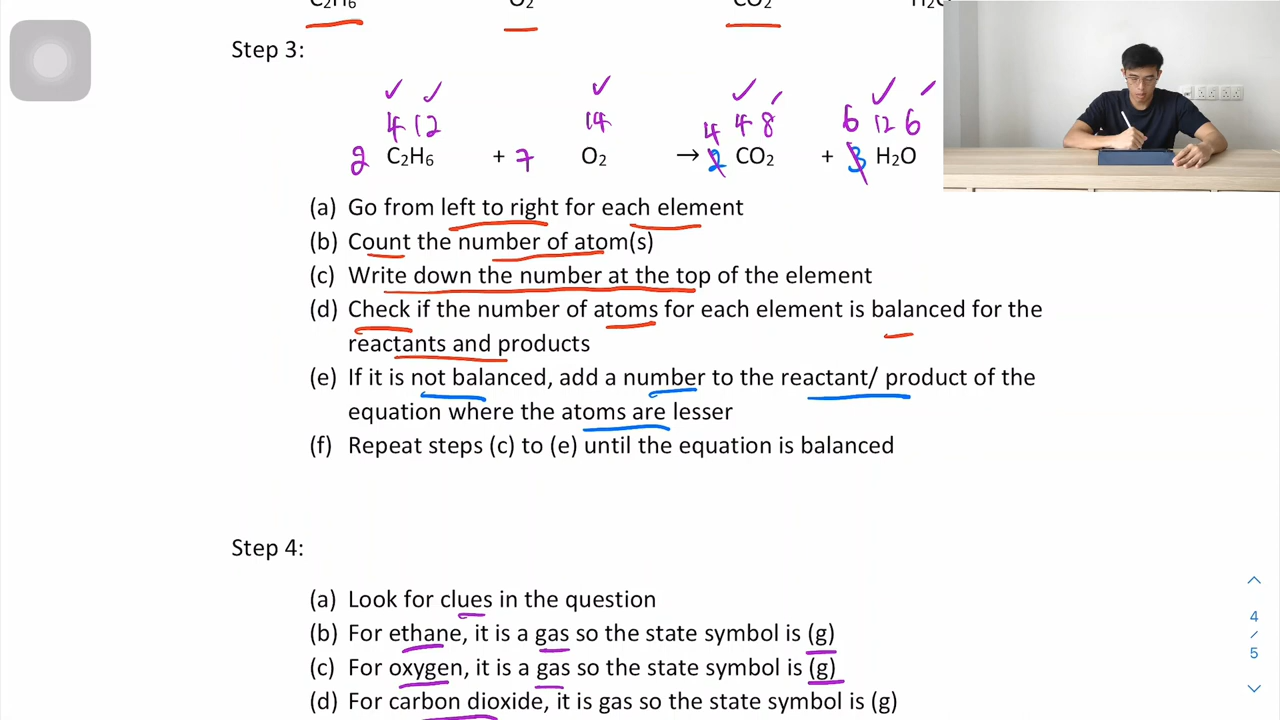 C2H6 O2 CO2 H2O
Step 3:
4 12 14 4 4 8 6 12 6
2 C2H6 + 7 O2 → 2 CO2 + 3 H2O
(a) Go from left to right for each element
(b) Count the number of atom(s)
(c) Write down the number at the top of the element
(d) Check if the number of atoms for each element is balanced for the
reactants and products
(e) If it is not balanced, add a number to the reactant/ product of the
equation where the atoms are lesser
(f) Repeat steps (c) to (e) until the equation is balanced
Step 4:
(a) Look for clues in the question
(b) For ethane, it is a gas so the state symbol is (g)
(c) For oxygen, it is a gas so the state symbol is (g)
(d) For carbon dioxide, it is gas so the state symbol is (g)
4
/
5